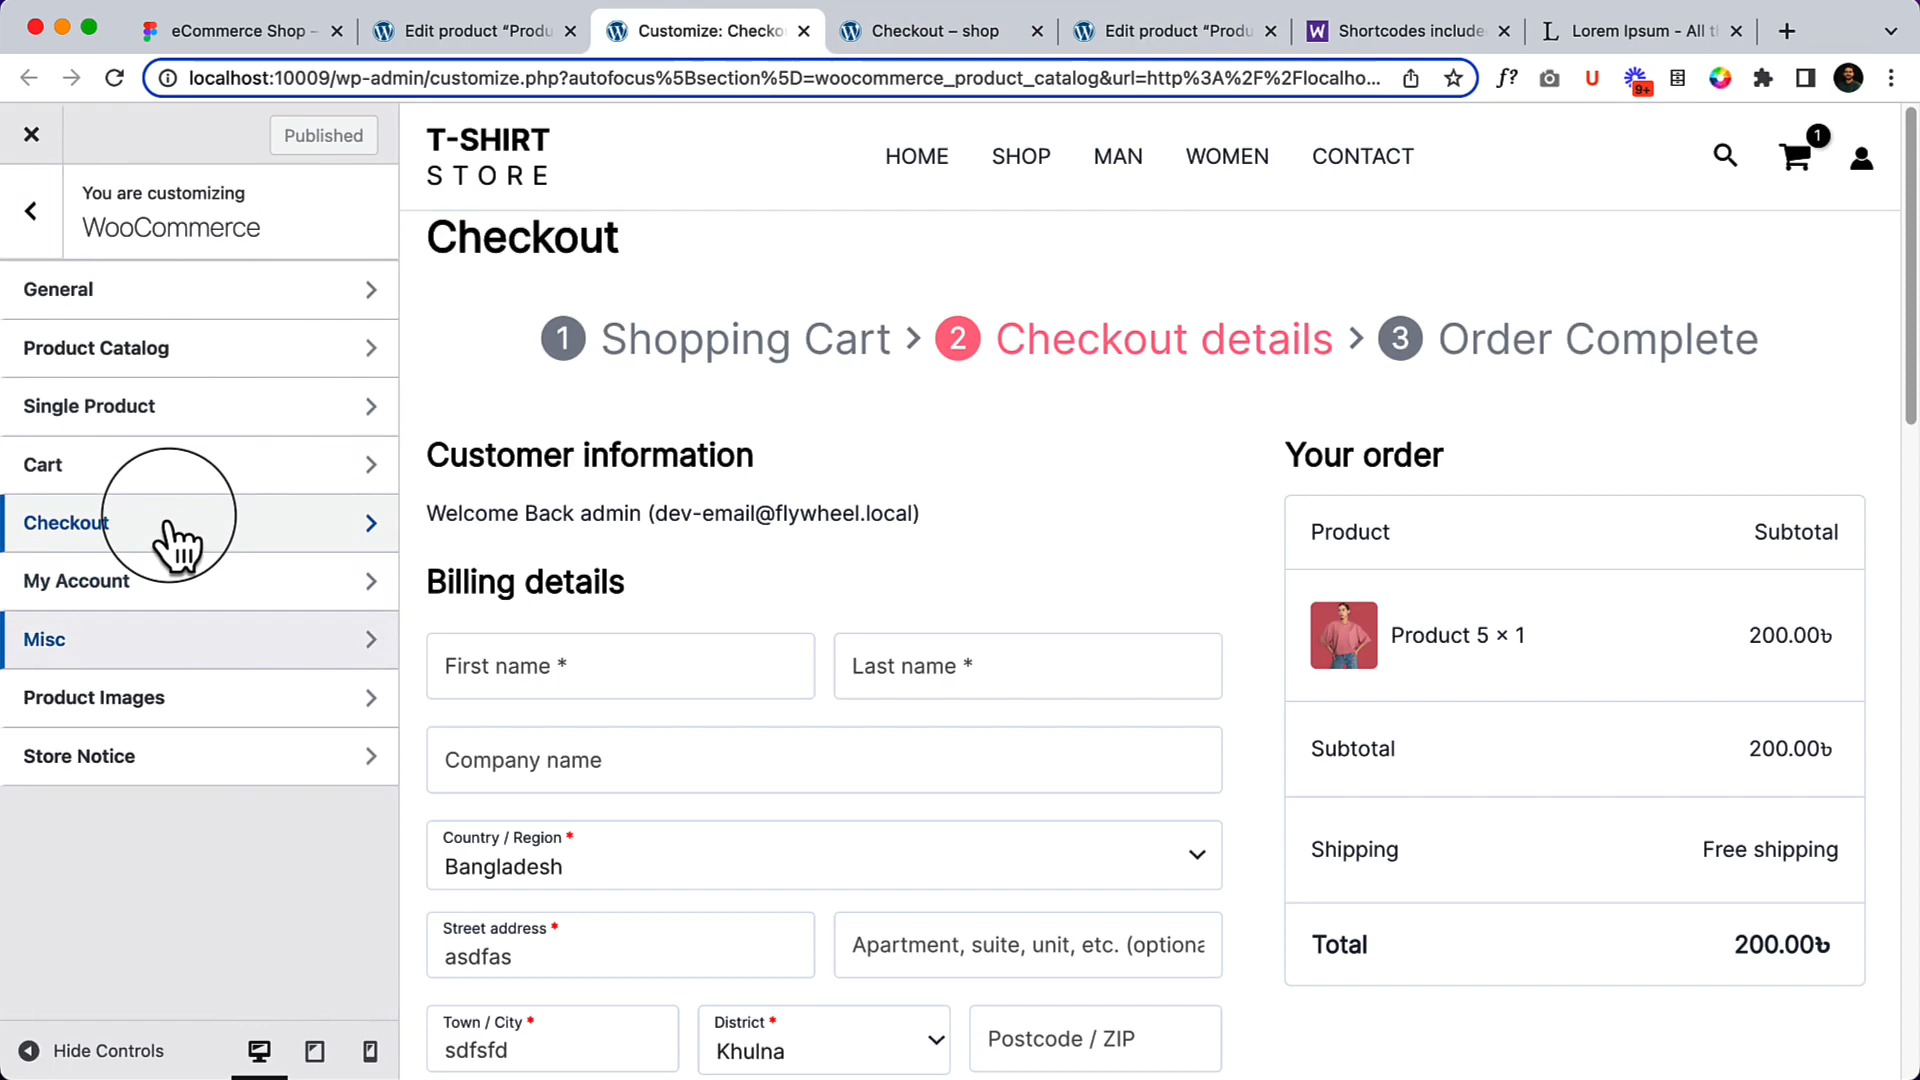 eCommerce Shop –
Edit product “Produ
Customize: Checko
Checkout – shop
Edit product “Produ
Shortcodes include
Lorem Ipsum - All t
localhost:10009/wp-admin/customize.php?autofocus%5Bsection%5D=woocommerce_product_catalog&url=http%3A%2F%2Flocalho...
f?
U
9+
Published
You are customizing
WooCommerce
General
Product Catalog
Single Product
Cart
Checkout
My Account
Misc
Product Images
Store Notice
Hide Controls
T-SHIRT
STORE
HOME
SHOP
MAN
WOMEN
CONTACT
1
Checkout
1 Shopping Cart > 2 Checkout details > 3 Order Complete
Customer information
Welcome Back admin (dev-email@flywheel.local)
Billing details
First name *
Last name *
Company name
Country / Region *
Bangladesh
Street address *
asdfas
Apartment, suite, unit, etc. (optiona
Town / City *
sdfsfd
District *
Khulna
Postcode / ZIP
Your order
Product Subtotal
Product 5 × 1 200.00৳
Subtotal 200.00৳
Shipping Free shipping
Total 200.00৳